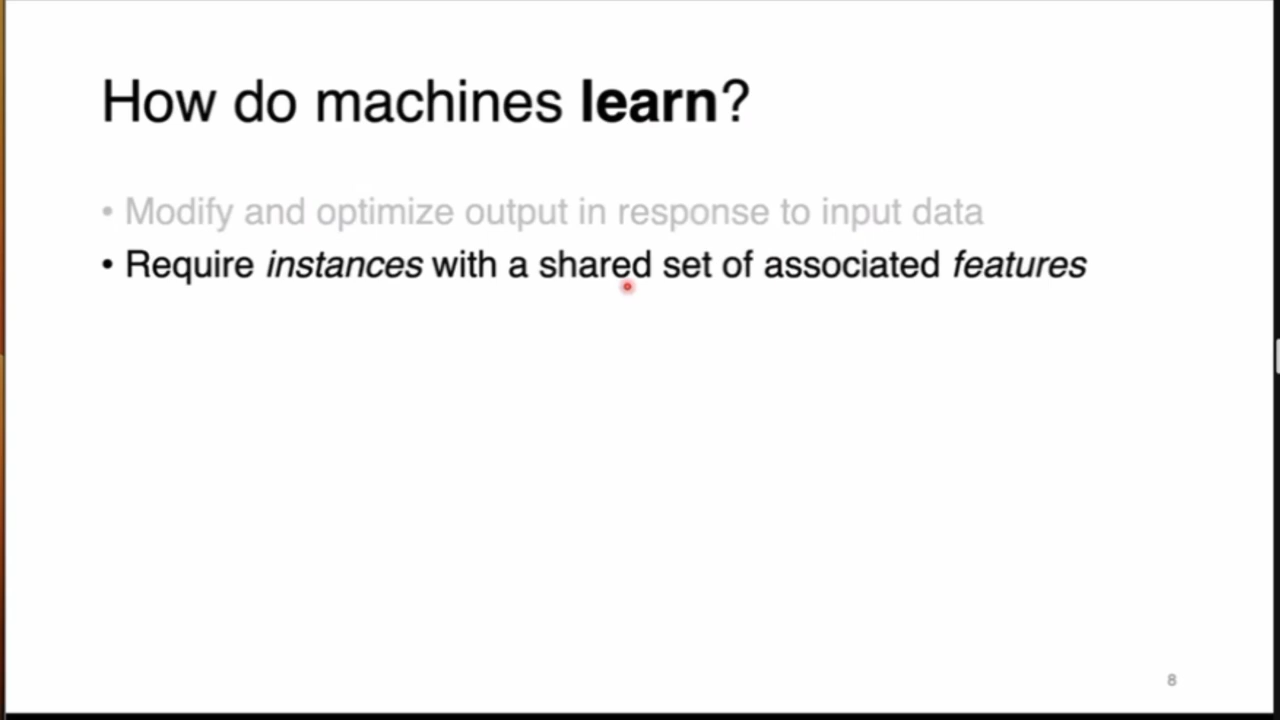 How do machines learn?
• Modify and optimize output in response to input data
• Require instances with a shared set of associated features
8